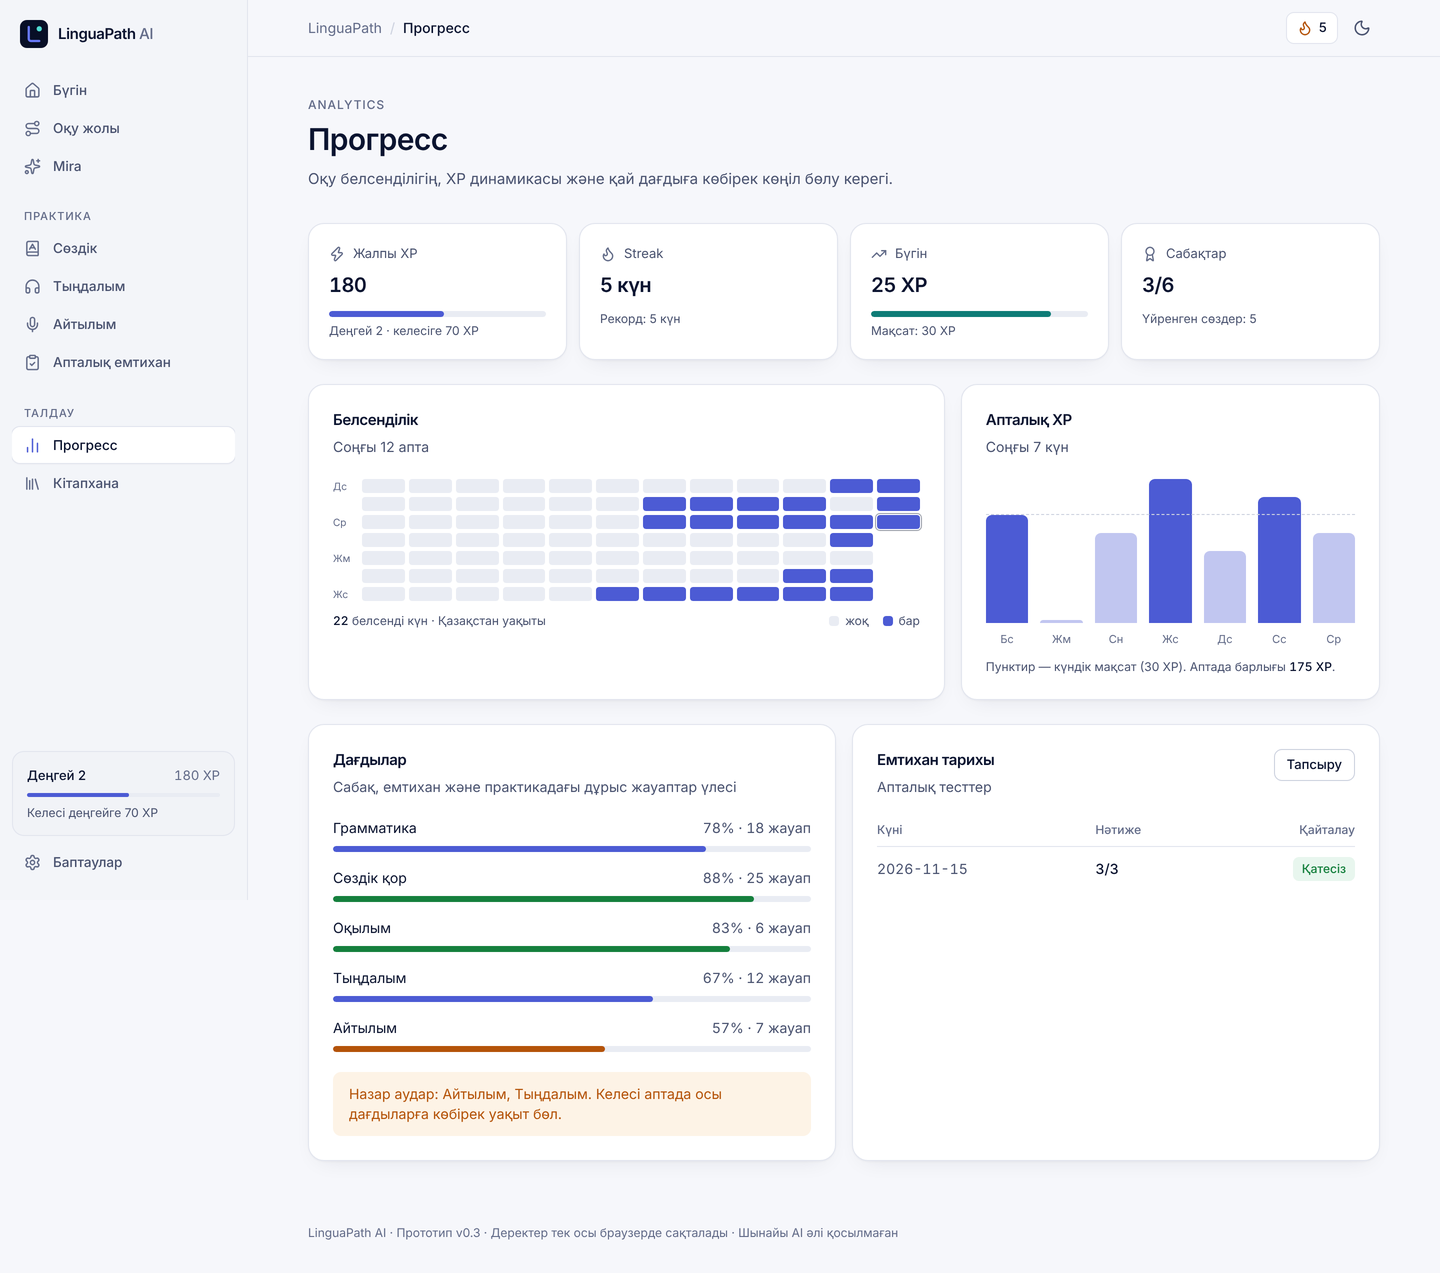 LinguaPath AI
Бүгін
Оқу жолы
Mira
ПРАКТИКА
Сөздік
Тыңдалым
Айтылым
Апталық емтихан
ТАЛДАУ
Прогресс
Кітапхана
Деңгей 2 180 XP
Келесі деңгейге 70 XP
Баптаулар
LinguaPath / Прогресс
5
ANALYTICS
Прогресс
Оқу белсенділігің, XP динамикасы және қай дағдыға көбірек көңіл бөлу керегі.
Жалпы XP
180
Деңгей 2 · келесіге 70 XP
Streak
5 күн
Рекорд: 5 күн
Бүгін
25 XP
Мақсат: 30 XP
Сабақтар
3/6
Үйренген сөздер: 5
Белсенділік
Соңғы 12 апта
Дс
Ср
Жм
Жс
22 белсенді күн · Қазақстан уақыты
жоқ бар
Апталық XP
Соңғы 7 күн
Бс Жм Сн Жс Дс Сс Ср
Пунктир — күндік мақсат (30 XP). Аптада барлығы 175 XP.
Дағдылар
Сабақ, емтихан және практикадағы дұрыс жауаптар үлесі
Грамматика 78% · 18 жауап
Сөздік қор 88% · 25 жауап
Оқылым 83% · 6 жауап
Тыңдалым 67% · 12 жауап
Айтылым 57% · 7 жауап
Назар аудар: Айтылым, Тыңдалым. Келесі аптада осы
дағдыларға көбірек уақыт бөл.
Емтихан тарихы
Апталық тесттер
Тапсыру
Күні Нәтиже Қайталау
2026-11-15 3/3 Қатесіз
LinguaPath AI · Прототип v0.3 · Деректер тек осы браузерде сақталады · Шынайы AI әлі қосылмаған